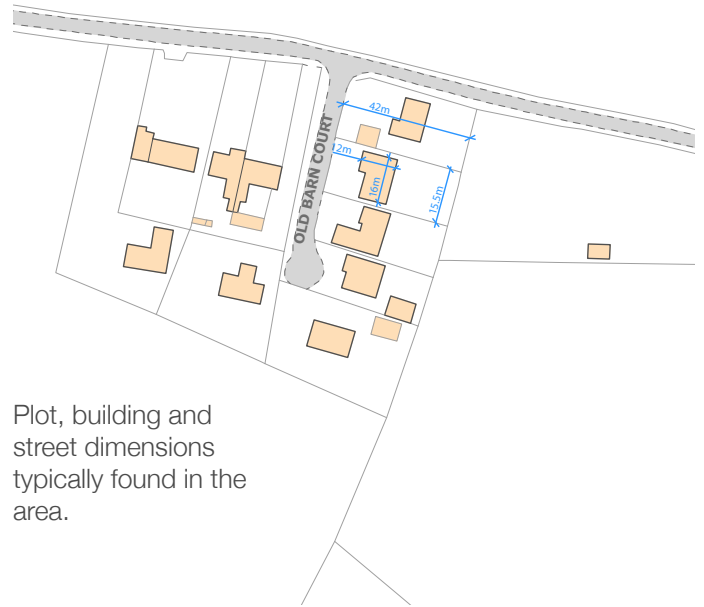 42m
12m
16m
15.5m
OLD BARN COURT
Plot, building and
street dimensions
typically found in the
area.